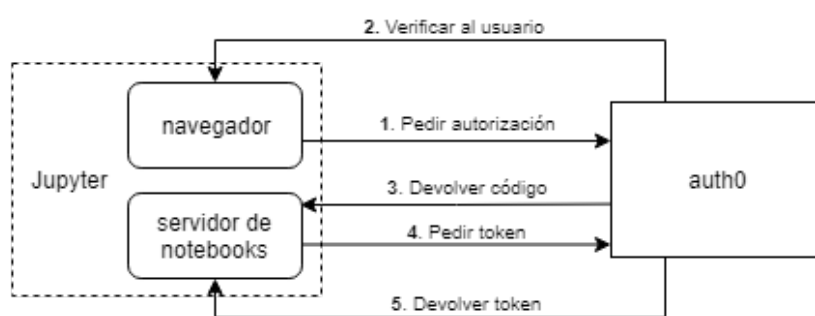 2. Verificar al usuario
navegador
1. Pedir autorización
Jupyter
auth0
3. Devolver código
servidor de
notebooks
4. Pedir token
5. Devolver token